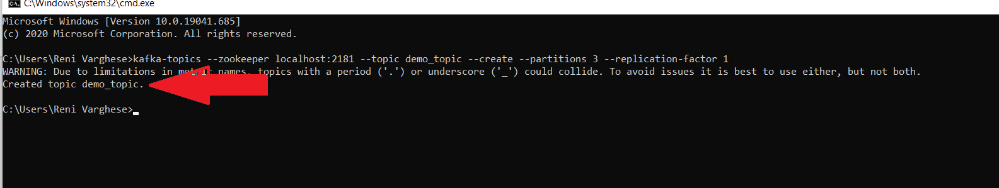 C:\Windows\system32\cmd.exe
Microsoft Windows [Version 10.0.19041.685]
(c) 2020 Microsoft Corporation. All rights reserved.
C:\Users\Reni Varghese>kafka-topics --zookeeper localhost:2181 --topic demo_topic --create --partitions 3 --replication-factor 1
WARNING: Due to limitations in metric names, topics with a period ('.') or underscore ('_') could collide. To avoid issues it is best to use either, but not both.
Created topic demo_topic.
C:\Users\Reni Varghese>